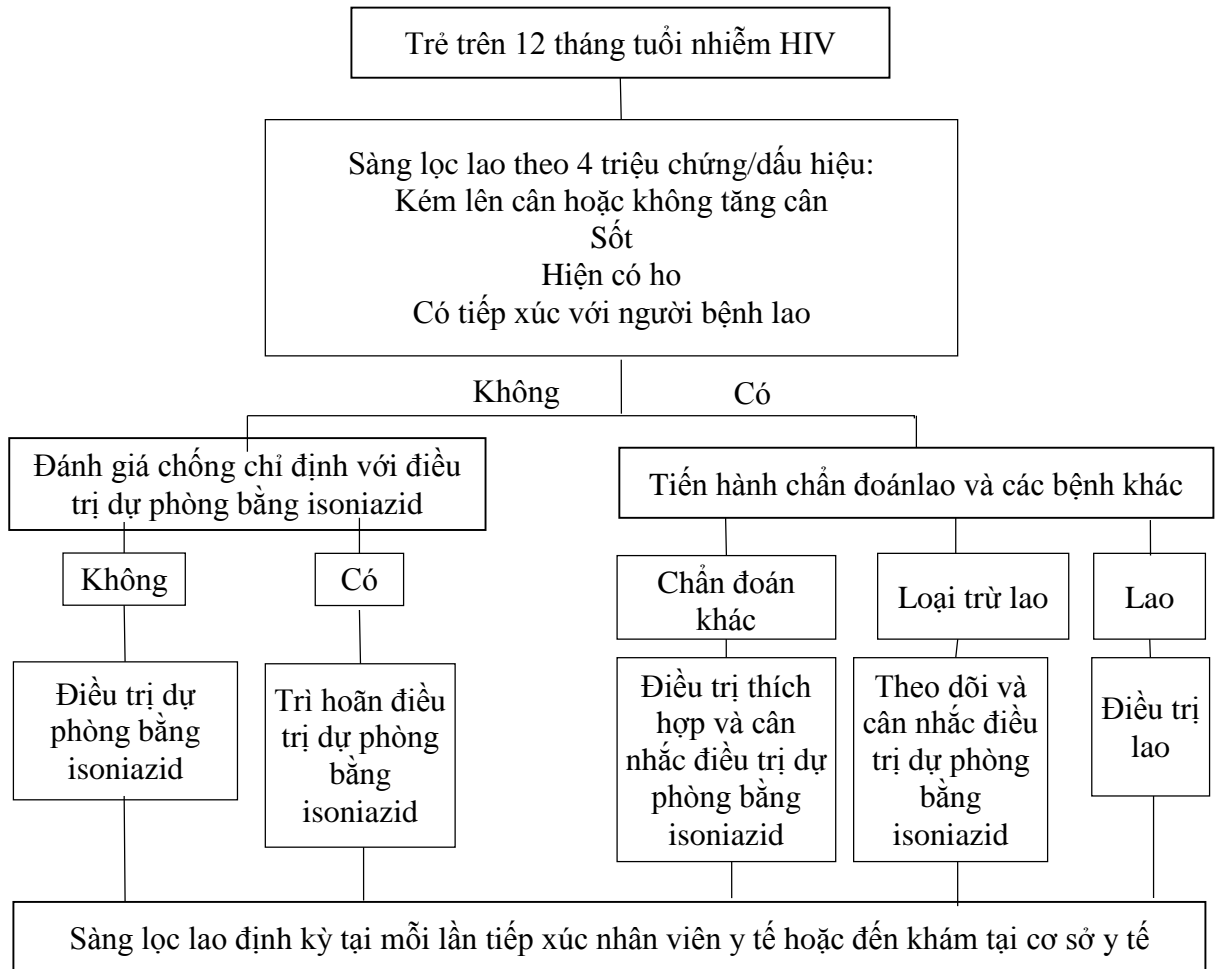 Trẻ trên 12 tháng tuổi nhiễm HIV
Sàng lọc lao theo 4 triệu chứng/dấu hiệu:
Kém lên cân hoặc không tăng cân
Sốt
Hiện có ho
Có tiếp xúc với người bệnh lao
Không
Có
Đánh giá chống chỉ định với điều
trị dự phòng bằng isoniazid
Tiến hành chẩn đoánlao và các bệnh khác
Không
Có
Chẩn đoán
khác
Loại trừ lao
Lao
Điều trị dự
phòng bằng
isoniazid
Trì hoãn điều
trị dự phòng
bằng
isoniazid
Điều trị thích
hợp và cân
nhắc điều trị dự
phòng bằng
isoniazid
Theo dõi và
cân nhắc điều
trị dự phòng
bằng
isoniazid
Điều trị
lao
Sàng lọc lao định kỳ tại mỗi lần tiếp xúc nhân viên y tế hoặc đến khám tại cơ sở y tế